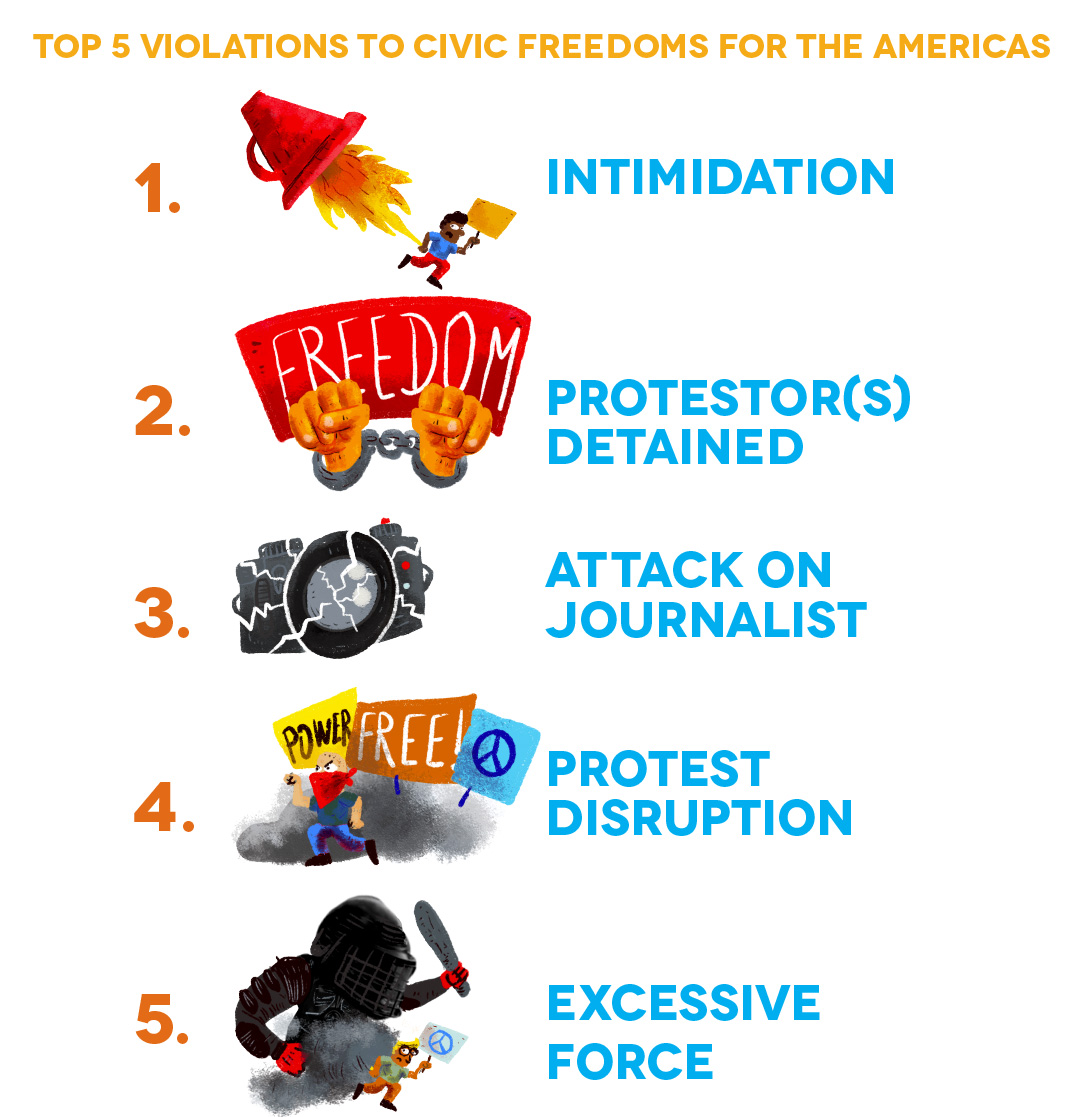 TOP 5 VIOLATIONS TO CIVIC FREEDOMS FOR THE AMERICAS
1.
INTIMIDATION
FREEDOM
2.
PROTESTOR(S)
DETAINED
3.
ATTACK ON
JOURNALIST
POWER
FREE!
4.
PROTEST
DISRUPTION
5.
EXCESSIVE
FORCE